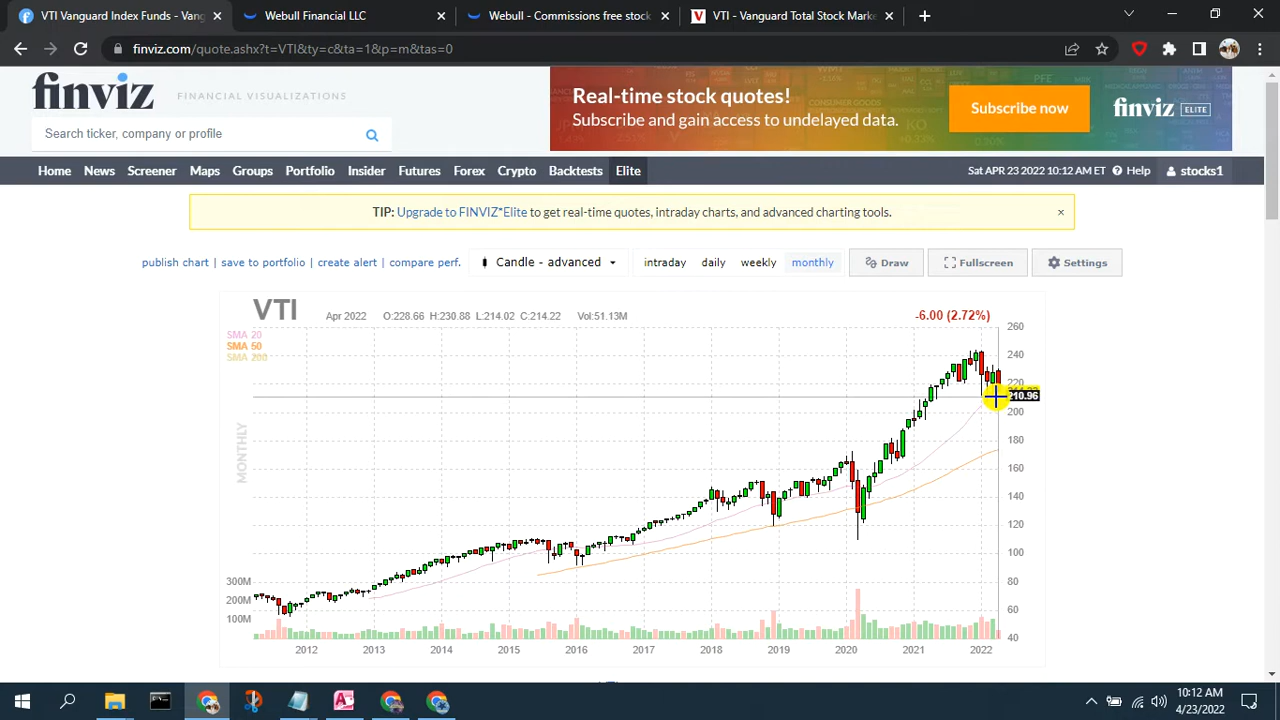 VTI Vanguard Index Funds - Vang
Webull Financial LLC
Webull - Commissions free stock
VTI - Vanguard Total Stock Marke
finviz.com/quote.ashx?t=VTI&ty=c&ta=1&p=m&tas=0
finviz FINANCIAL VISUALIZATIONS
Search ticker, company or profile
Real-time stock quotes!
Subscribe and gain access to undelayed data.
Subscribe now
finviz ELITE
Home News Screener Maps Groups Portfolio Insider Futures Forex Crypto Backtests Elite
Sat APR 23 2022 10:12 AM ET Help stocks1
TIP: Upgrade to FINVIZ*Elite to get real-time quotes, intraday charts, and advanced charting tools. ×
publish chart | save to portfolio | create alert | compare perf.
Candle - advanced
intraday daily weekly monthly
Draw
Fullscreen
Settings
VTI Apr 2022 O:228.66 H:230.88 L:214.02 C:214.22 Vol:51.13M -6.00 (2.72%)
SMA 20
SMA 50
SMA 200
260
240
220
210.96
200
180
160
140
120
100
80
60
40
MONTHLY
300M
200M
100M
2012 2013 2014 2015 2016 2017 2018 2019 2020 2021 2022
10:12 AM
4/23/2022